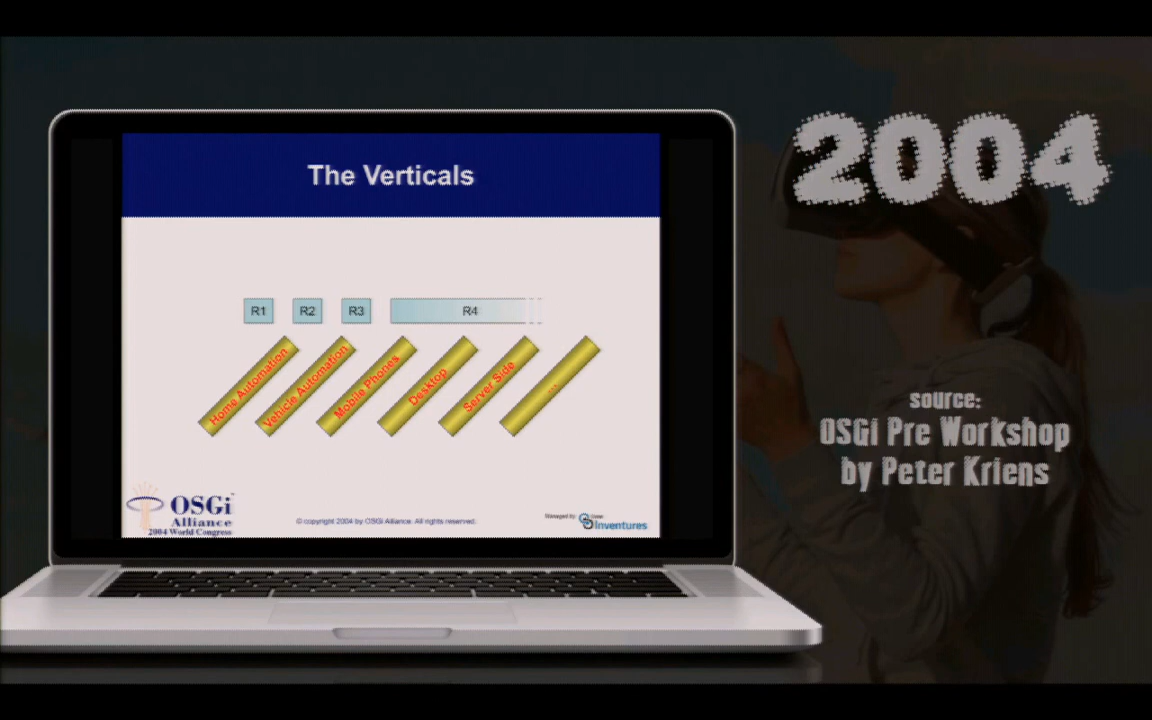 2004
The Verticals
R1
R2
R3
R4
Home Automation
Vehicle Automation
Mobile Phones
Desktop
Server Side
...
source:
OSGi Pre Workshop
by Peter Kriens
OSGi
Alliance
2004 World Congress
© copyright 2004 by OSGi Alliance. All rights reserved.
Managed by
Inventures